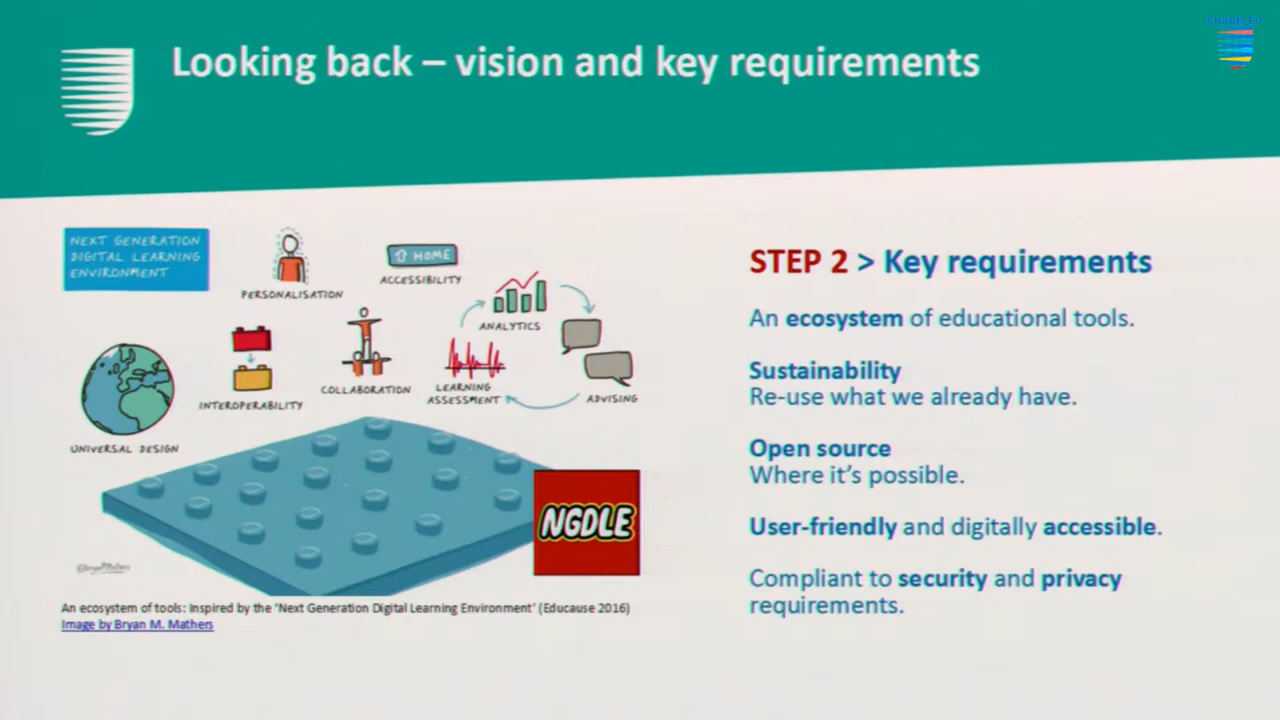 Looking back – vision and key requirements
CHARM-EU
NEXT GENERATION
DIGITAL LEARNING
ENVIRONMENT
PERSONALISATION
HOME
ACCESSIBILITY
ANALYTICS
INTEROPERABILITY
COLLABORATION
LEARNING
ASSESSMENT
ADVISING
UNIVERSAL DESIGN
NGDLE
@BryanMMathers
An ecosystem of tools: Inspired by the ‘Next Generation Digital Learning Environment’ (Educause 2016)
Image by Bryan M. Mathers
STEP 2 > Key requirements
An ecosystem of educational tools.
Sustainability
Re-use what we already have.
Open source
Where it’s possible.
User-friendly and digitally accessible.
Compliant to security and privacy
requirements.